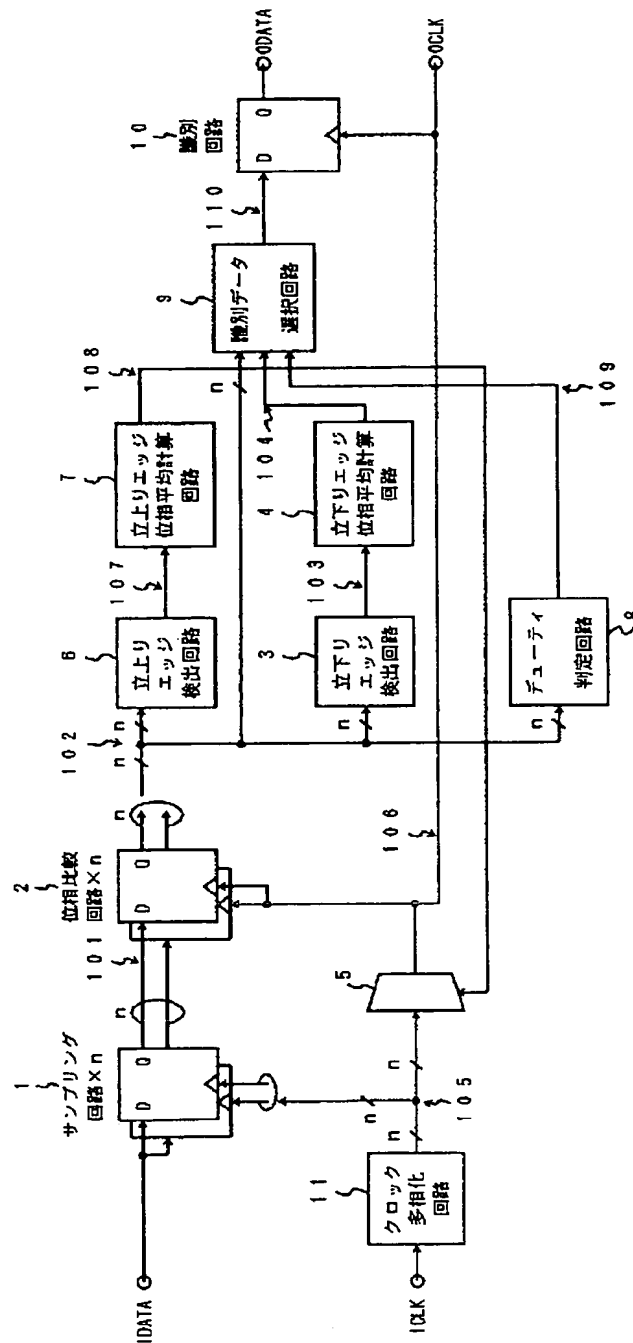 IDATA
1
サンプリング
回路×n
D Q
n
101
2
位相比較
回路×n
D Q
n
102
n
n
6
立上り
エッジ
検出回路
107
7
立上りエッジ
位相平均計算
回路
108
n
3
立下り
エッジ
検出回路
103
4
立下りエッジ
位相平均計算
回路
104
n
9
識別データ
選択回路
110
10
識別
回路
D Q
ODATA
n
デューティ
判定回路
8
109
ICLK
11
クロック
多相化
回路
n
105
n
n
5
106
OCLK